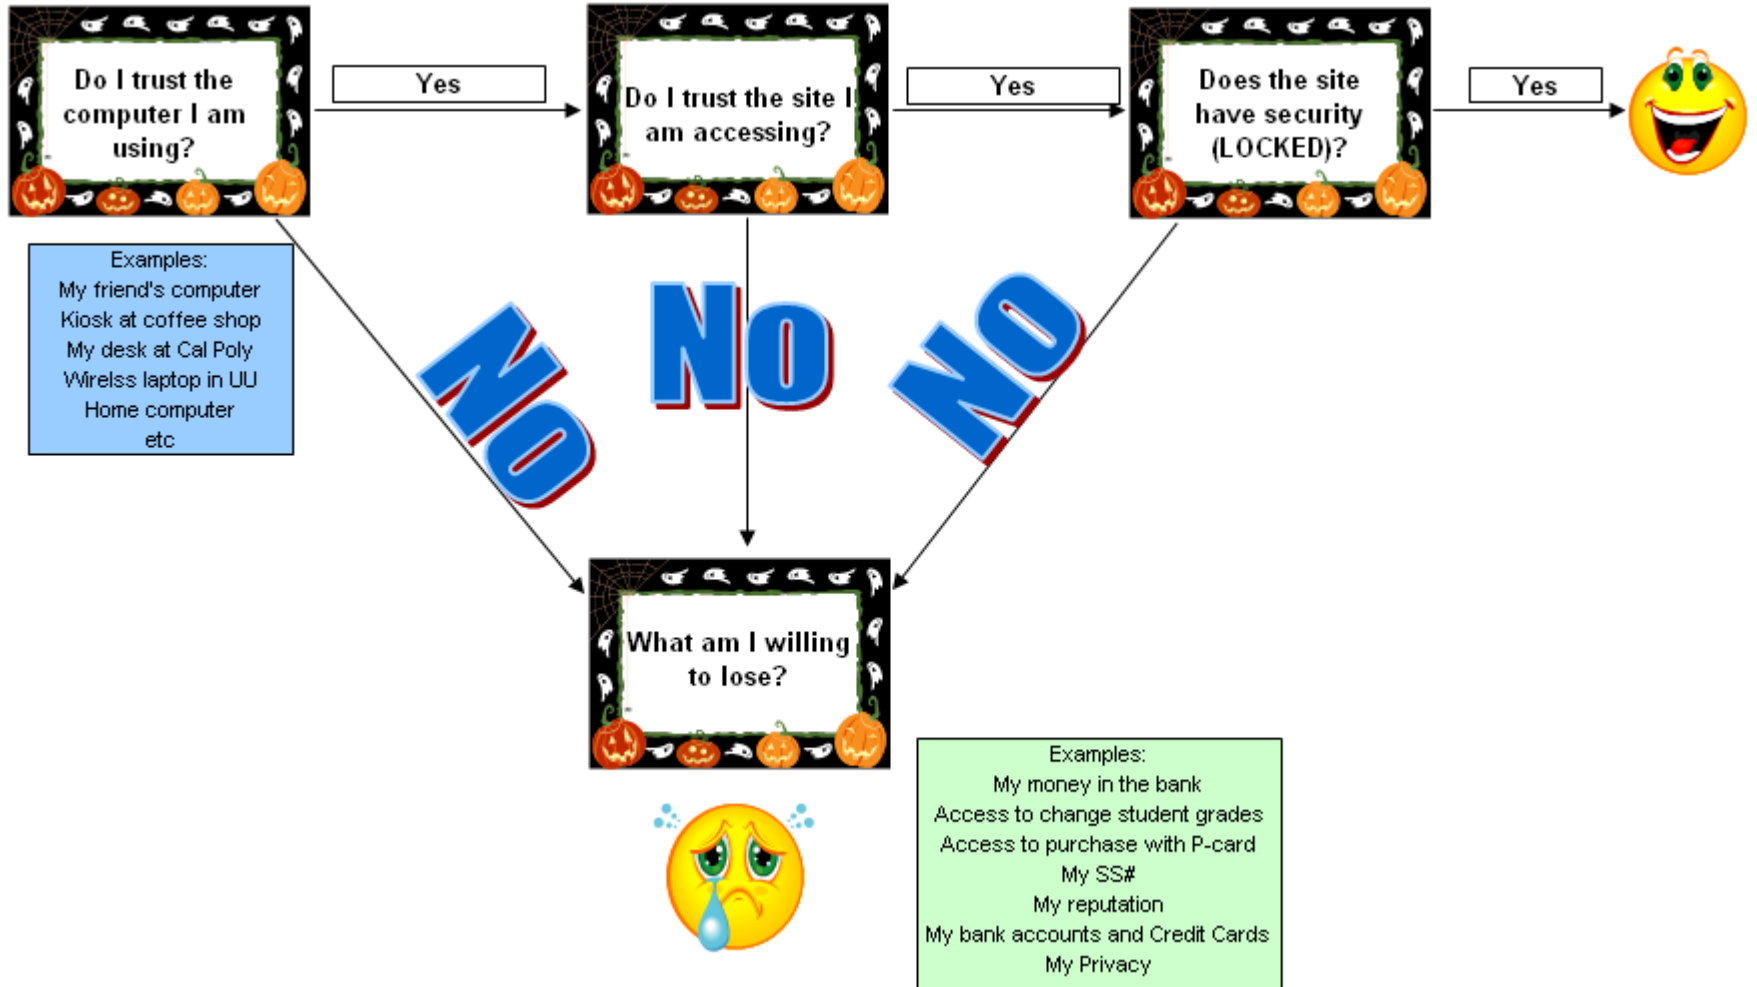 Do I trust the
computer I am
using?
Yes
Do I trust the site I
am accessing?
Yes
Does the site
have security
(LOCKED)?
Yes
Examples:
My friend's computer
Kiosk at coffee shop
My desk at Cal Poly
Wirelss laptop in UU
Home computer
etc
No
No
No
What am I willing
to lose?
Examples:
My money in the bank
Access to change student grades
Access to purchase with P-card
My SS#
My reputation
My bank accounts and Credit Cards
My Privacy